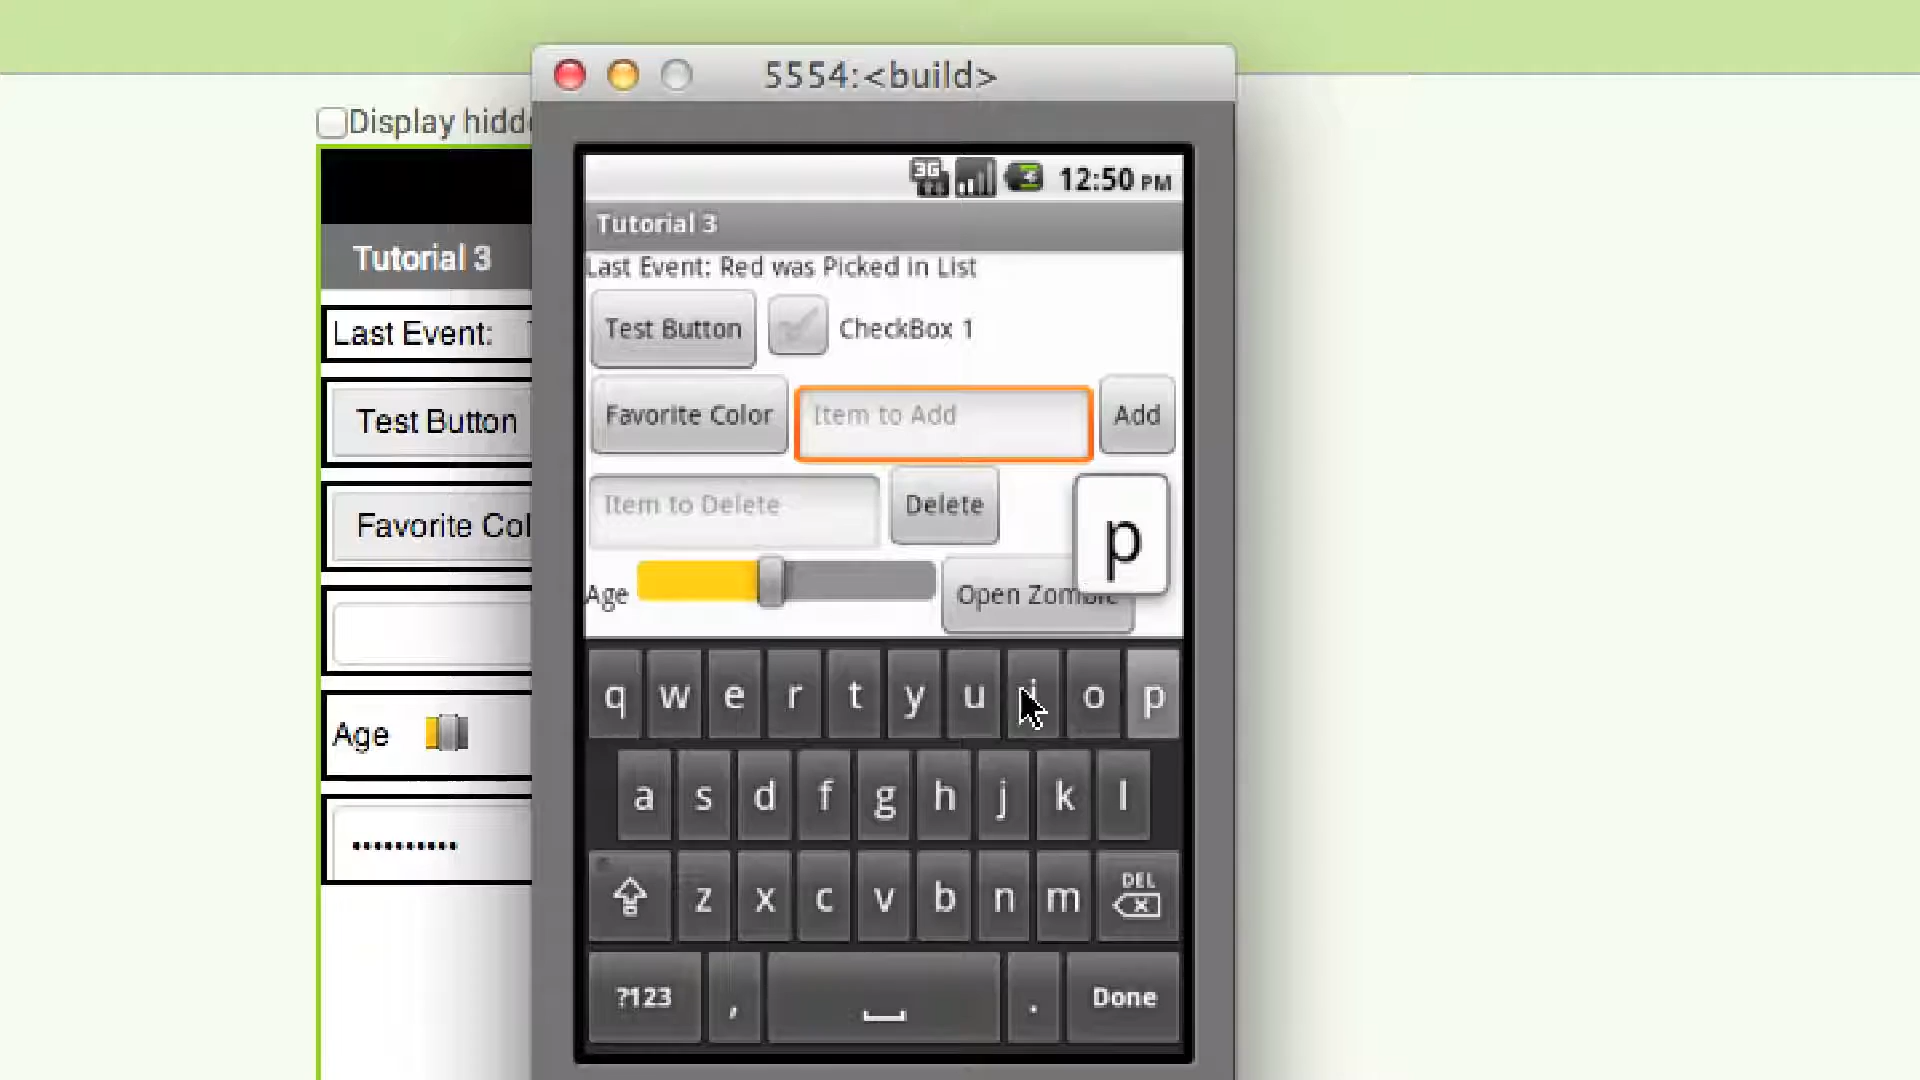 5554:<build>
Display hidd
3G 12:50 PM
Tutorial 3
Last Event: Red was Picked in List
Test Button CheckBox 1
Favorite Color Item to Add Add
Item to Delete Delete
Age Open Zombie
p
q w e r t y u i o p
a s d f g h j k l
z x c v b n m DEL
?123 , . Done
Tutorial 3
Last Event:
Test Button
Favorite Col
Age
••••••••••